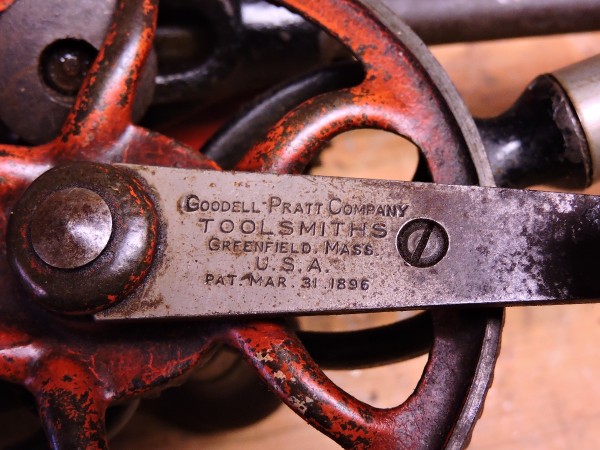 GOODELL-PRATT COMPANY
TOOLSMITHS
GREENFIELD. MASS.
U.S.A.
PAT. MAR. 31 1896